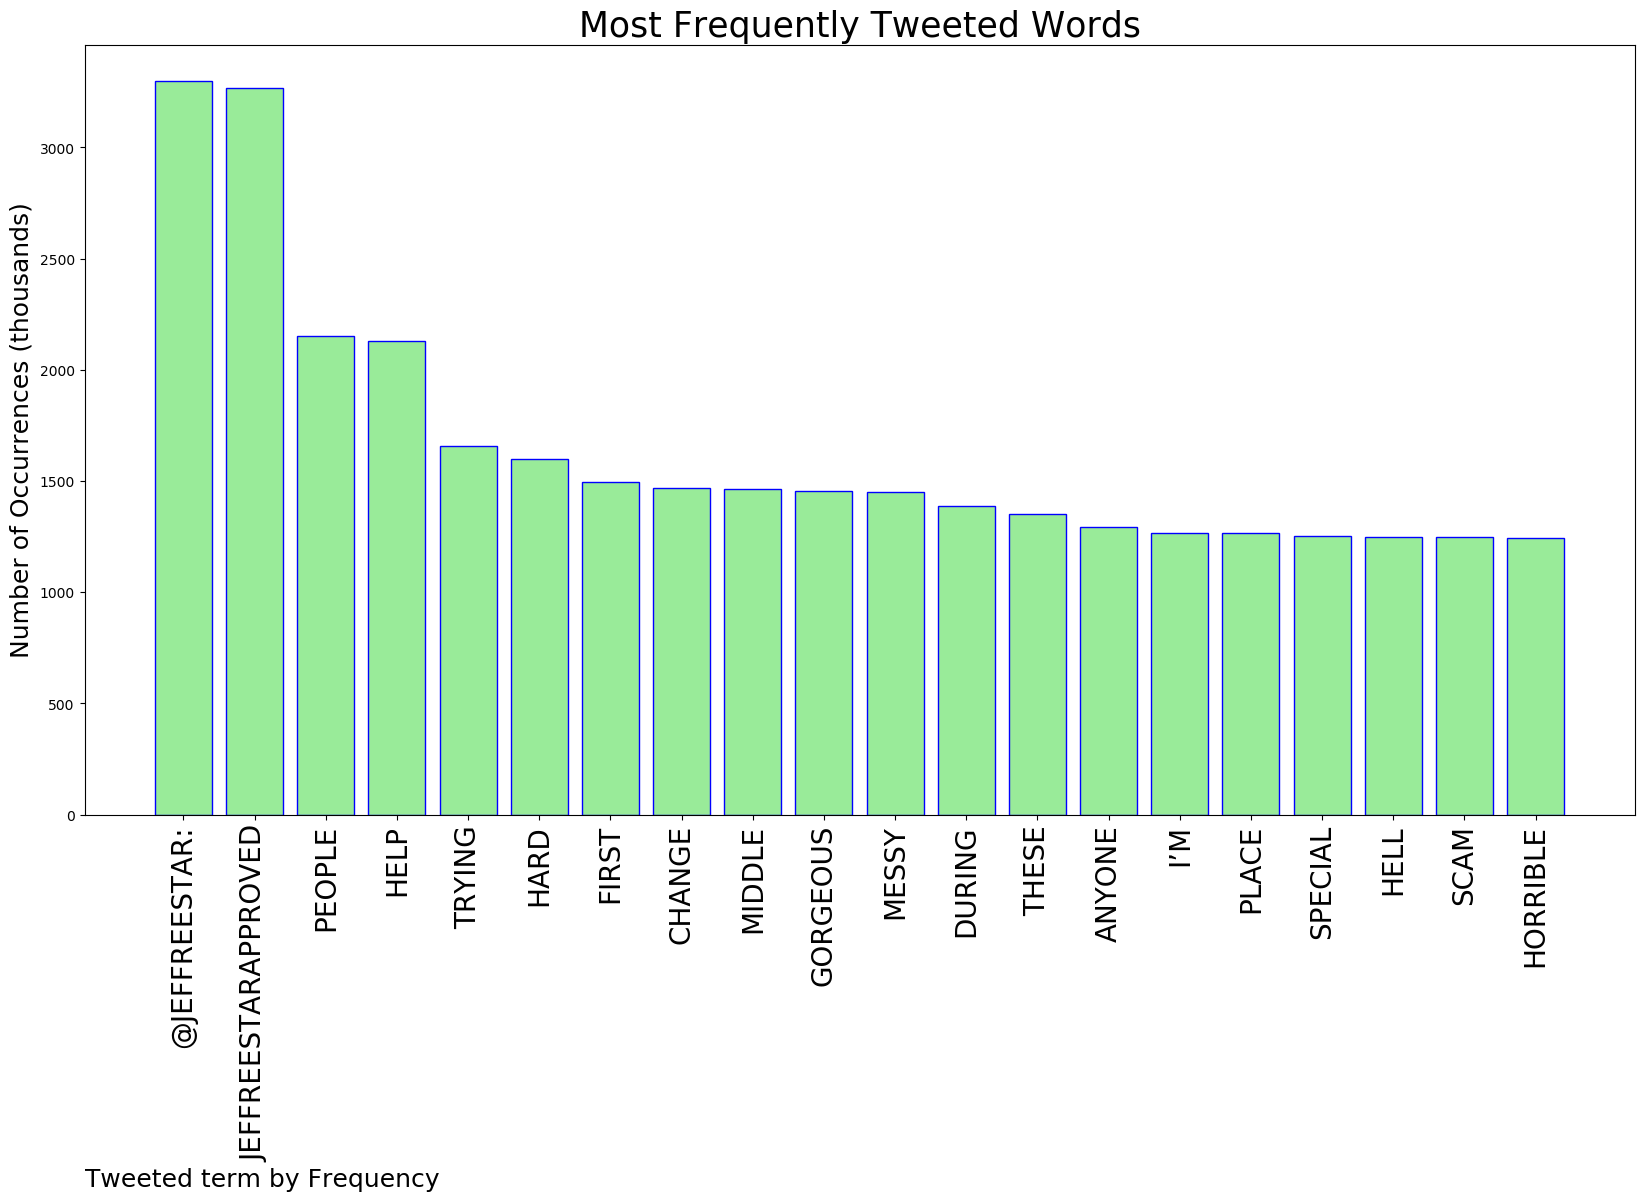 Most Frequently Tweeted Words
Number of Occurrences (thousands)
3000
2500
2000
1500
1000
500
0
@JEFFREESTAR:
JEFFREESTARAPPROVED
PEOPLE
HELP
TRYING
HARD
FIRST
CHANGE
MIDDLE
GORGEOUS
MESSY
DURING
THESE
ANYONE
I’M
PLACE
SPECIAL
HELL
SCAM
HORRIBLE
Tweeted term by Frequency